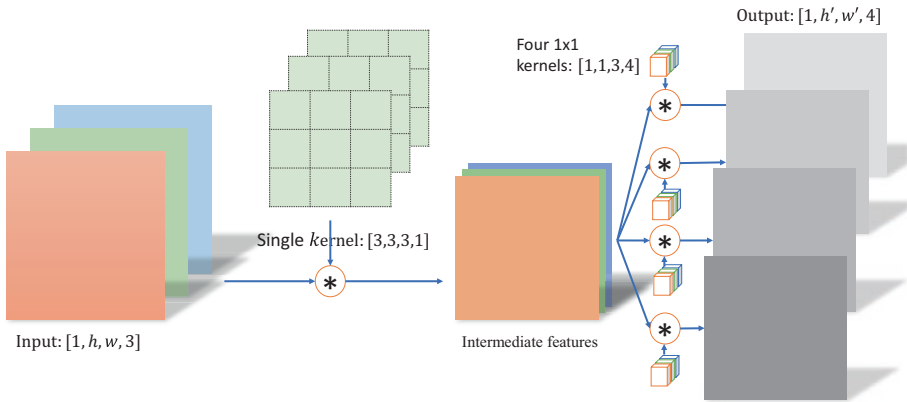 Output: [1, h′, w′, 4]
Four 1x1
kernels: [1,1,3,4]
Single kernel: [3,3,3,1]
Input: [1, h, w, 3]
Intermediate features